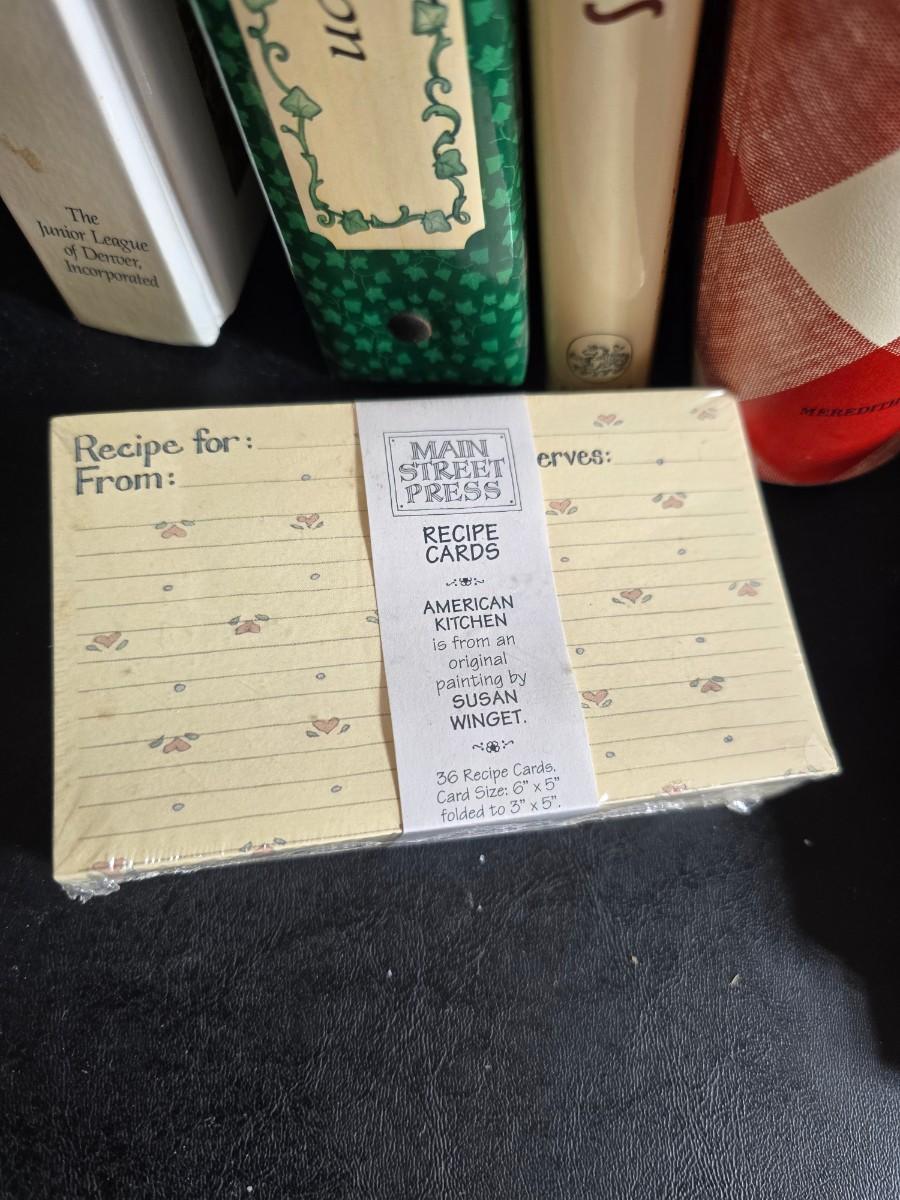 The
Junior League
of Denver,
Incorporated
on
s
MEREDITH
Recipe for:
From:
erves:
MAIN
STREET
PRESS
RECIPE
CARDS
AMERICAN
KITCHEN
is from an
original
painting by
SUSAN
WINGET.
36 Recipe Cards.
Card Size: 6" x 5"
folded to 3" x 5".